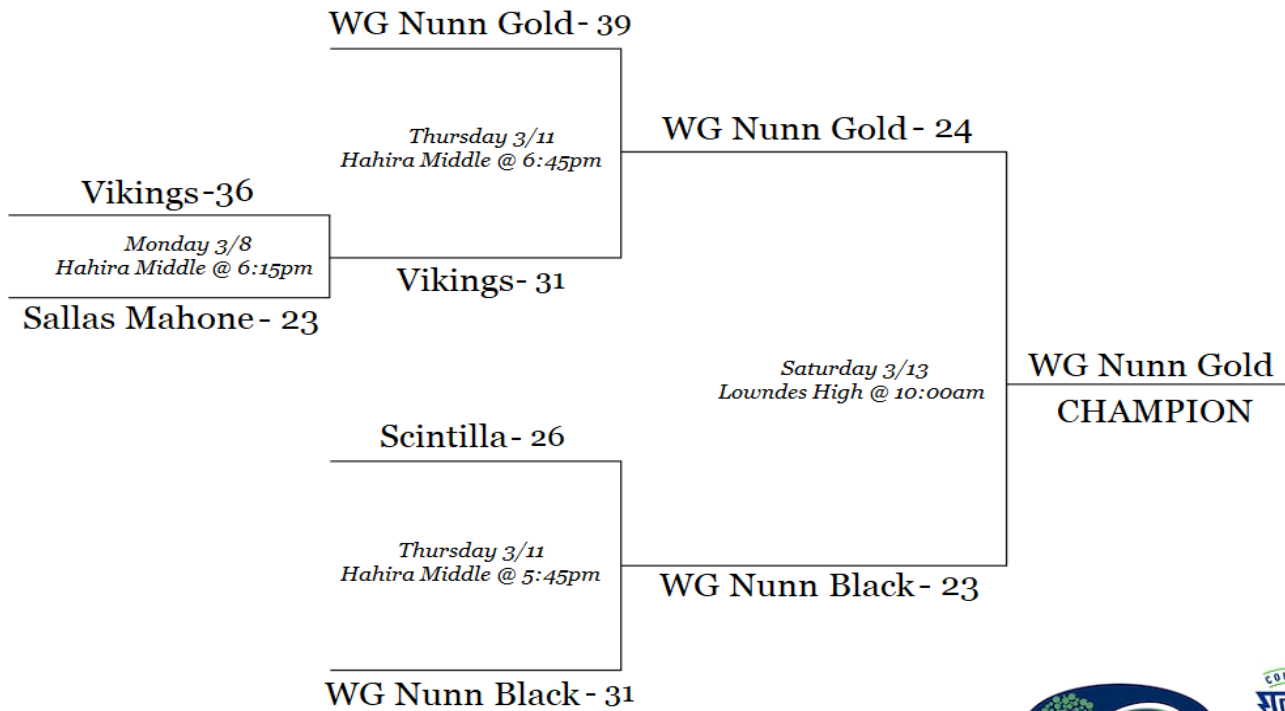 WG Nunn Gold - 39
Thursday 3/11
Hahira Middle @ 6:45pm
WG Nunn Gold - 24
Vikings -36
Monday 3/8
Hahira Middle @ 6:15pm
Vikings- 31
Sallas Mahone - 23
Saturday 3/13
Lowndes High @ 10:00am
WG Nunn Gold
CHAMPION
Scintilla - 26
Thursday 3/11
Hahira Middle @ 5:45pm
WG Nunn Black - 23
WG Nunn Black - 31